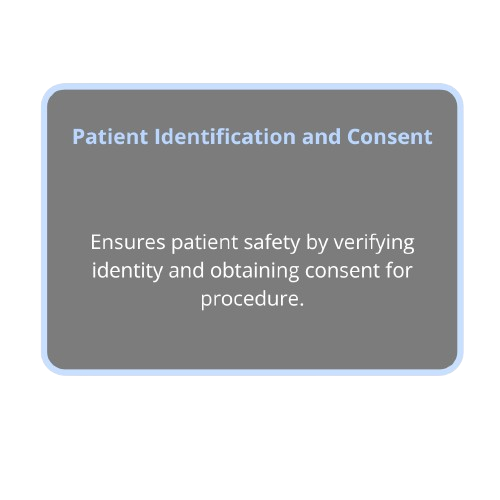 Patient Identification and Consent
Ensures patient safety by verifying
identity and obtaining consent for
procedure.